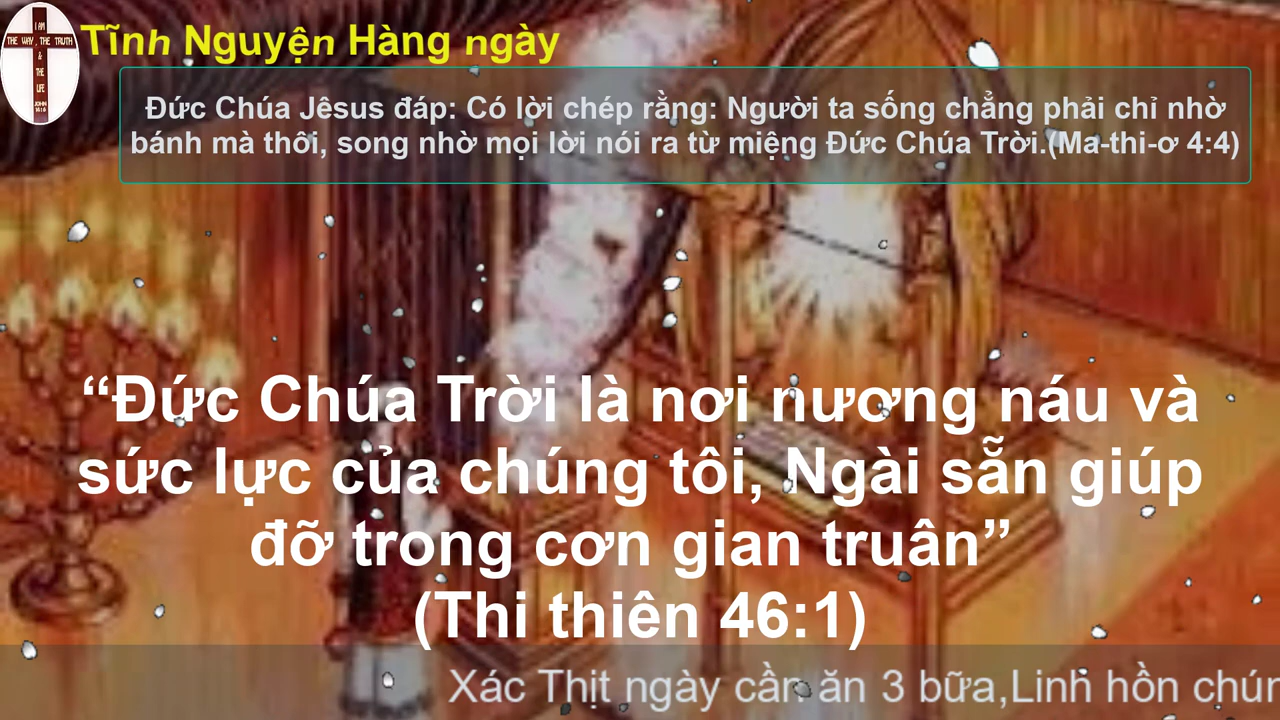 I AM
THE WAY, THE TRUTH
&
THE
LIFE
JOHN
Tĩnh Nguyện Hàng ngày
Đức Chúa Jêsus đáp: Có lời chép rằng: Người ta sống chẳng phải chỉ nhờ
bánh mà thôi, song nhờ mọi lời nói ra từ miệng Đức Chúa Trời.(Ma-thi-ơ 4:4)
“Đức Chúa Trời là nơi nương náu và
sức lực của chúng tôi, Ngài sẵn giúp
đỡ trong cơn gian truân”
(Thi thiên 46:1)
Xác Thịt ngày cần ăn 3 bữa,Linh hồn